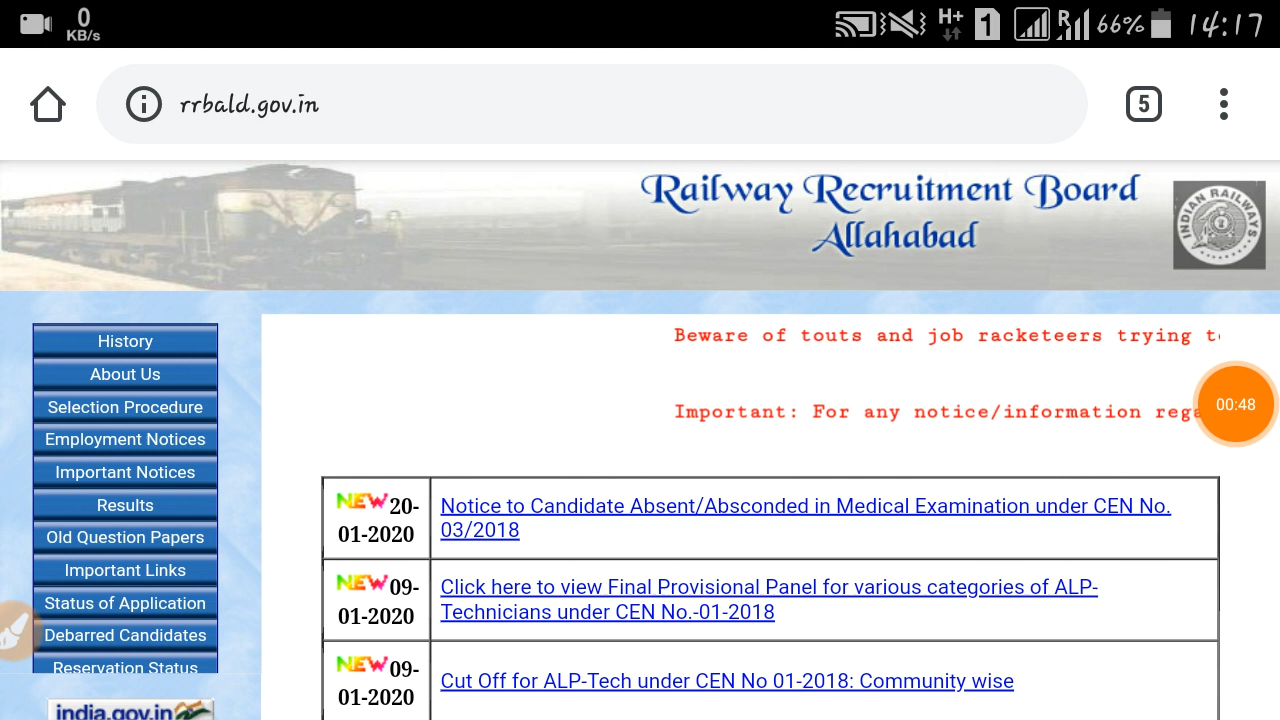 0
KB/s
H+
1
R
66%
14:17
rrbald.gov.in
5
Railway Recruitment Board
Allahabad
INDIAN RAILWAYS
History
About Us
Selection Procedure
Employment Notices
Important Notices
Results
Old Question Papers
Important Links
Status of Application
Debarred Candidates
Reservation Status
india.gov.in
Beware of touts and job racketeers trying
Important: For any notice/information
00:48
NEW 20-
01-2020
Notice to Candidate Absent/Absconded in Medical Examination under CEN No.
03/2018
NEW 09-
01-2020
Click here to view Final Provisional Panel for various categories of ALP-
Technicians under CEN No.-01-2018
NEW 09-
01-2020
Cut Off for ALP-Tech under CEN No 01-2018: Community wise